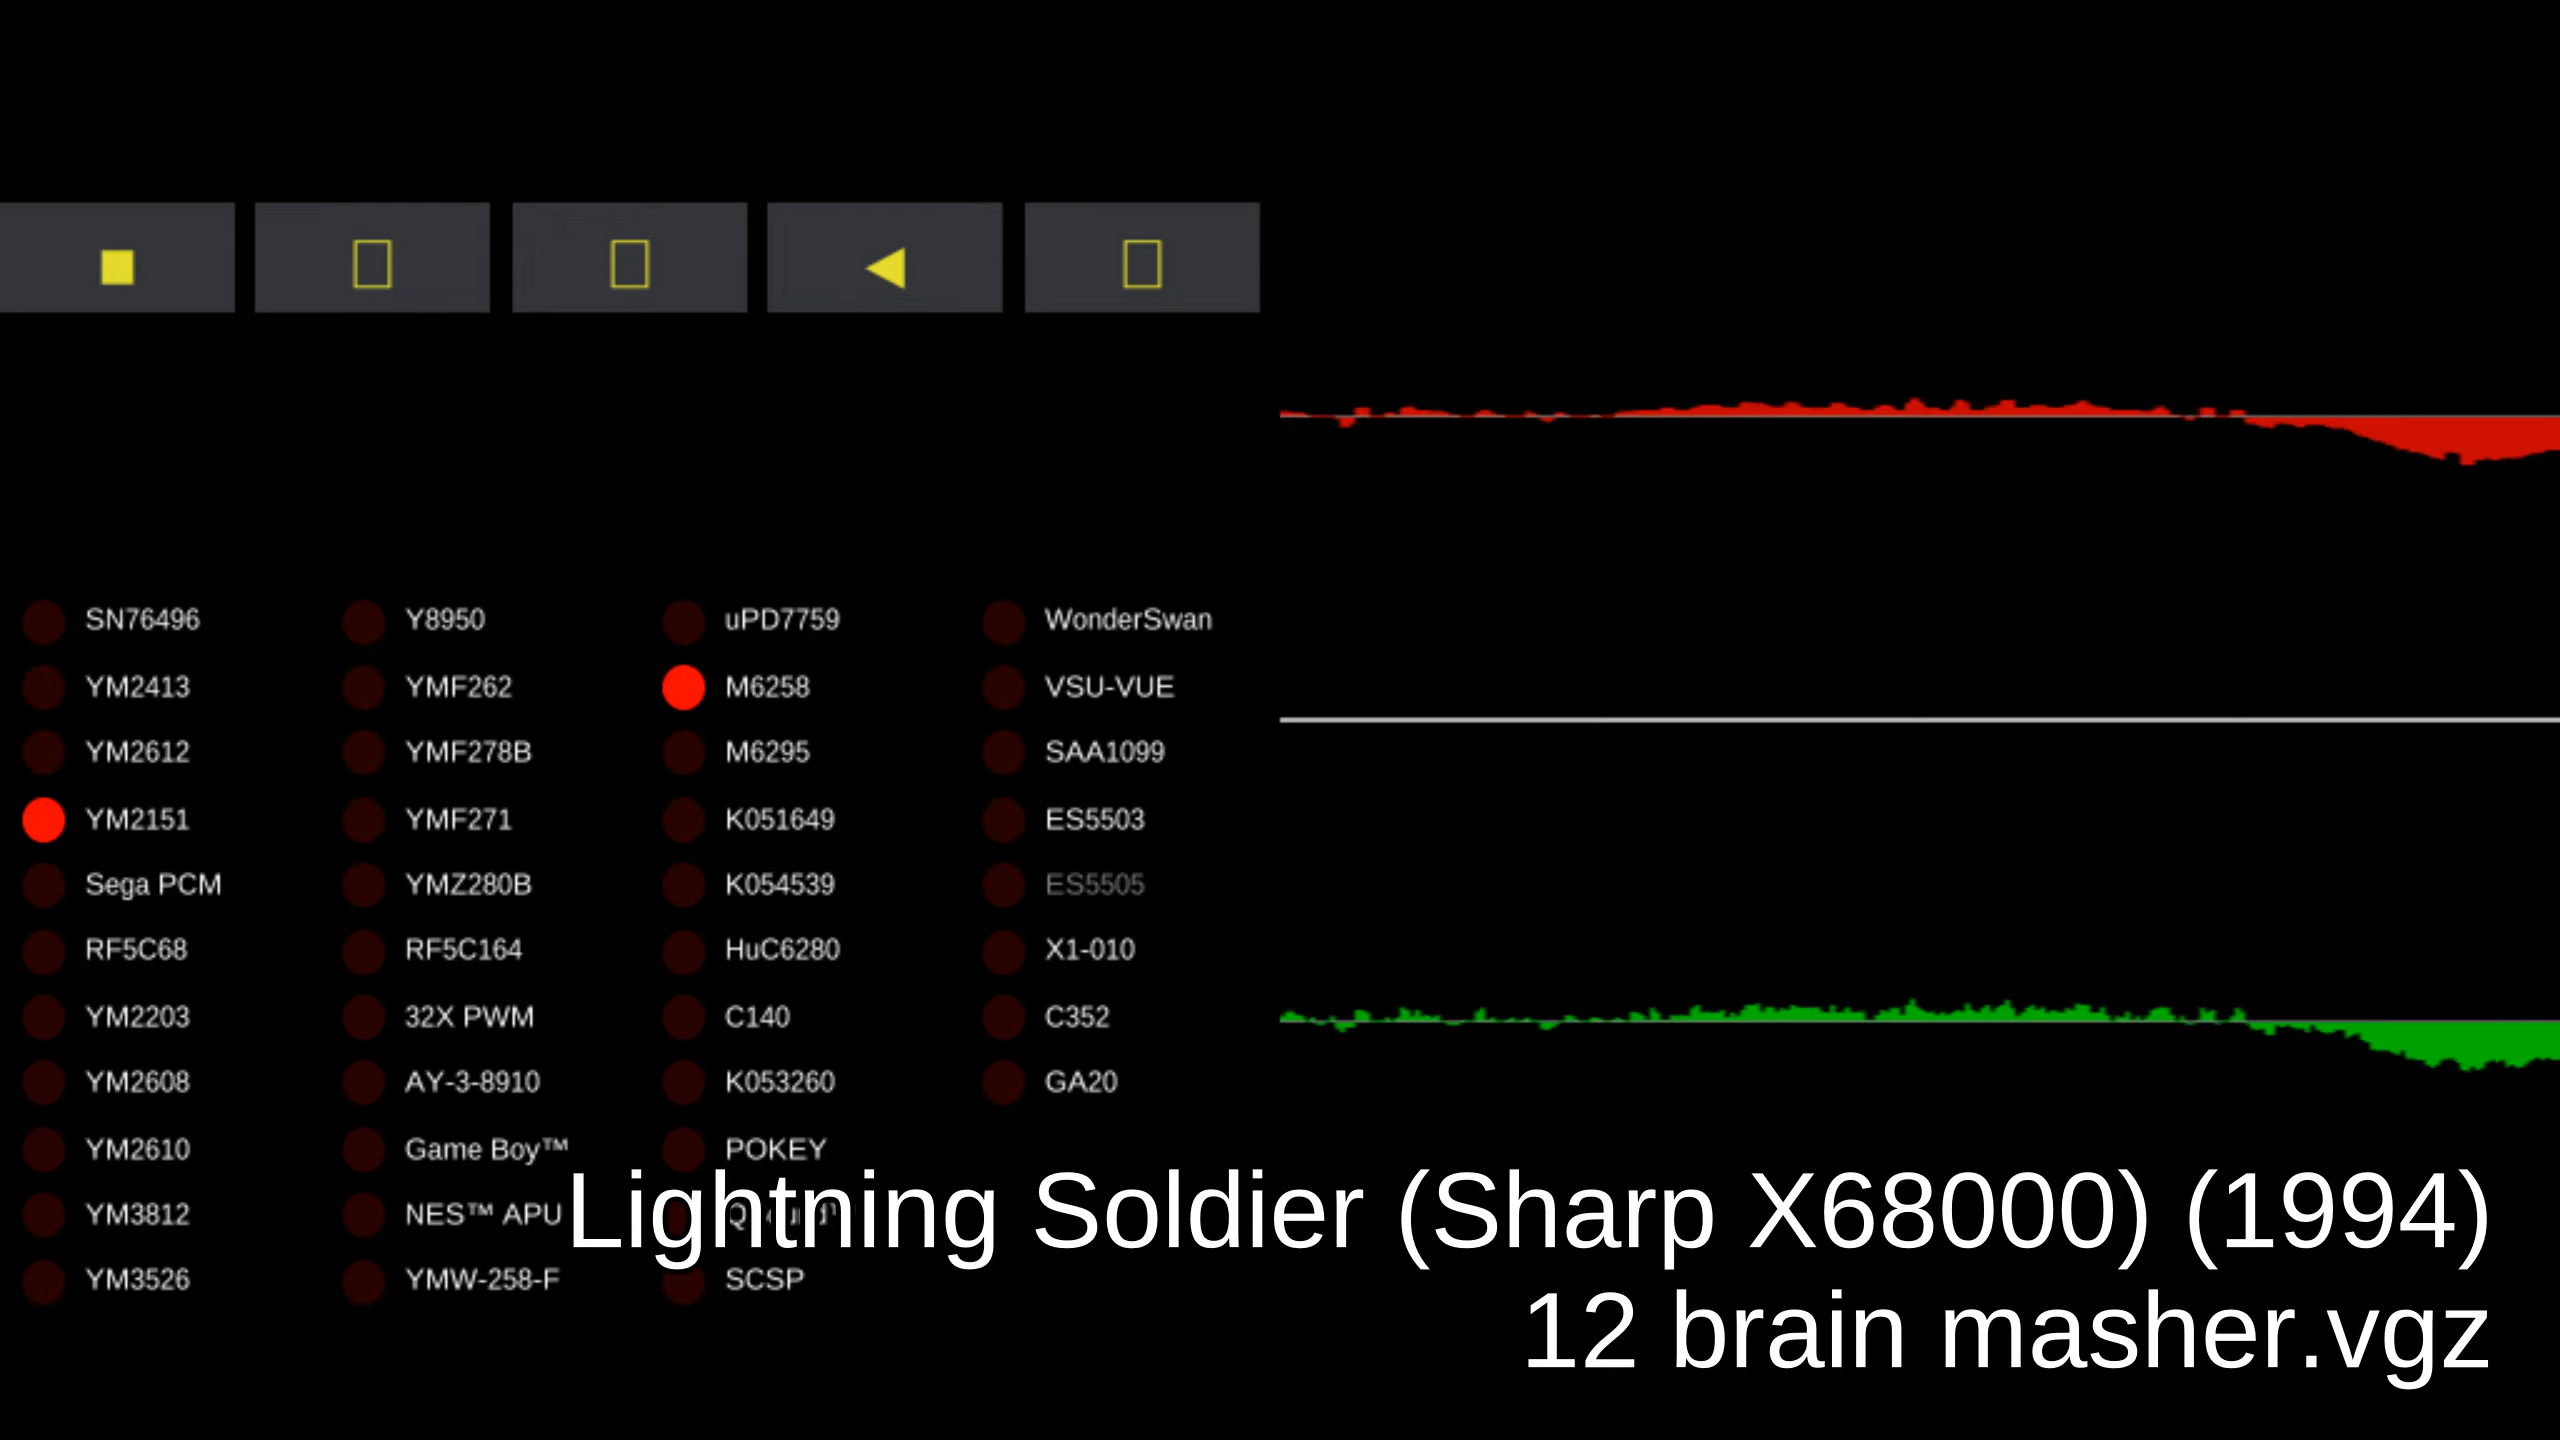 SN76496
YM2413
YM2612
YM2151
Sega PCM
RF5C68
YM2203
YM2608
YM2610
YM3812
YM3526
Y8950
YMF262
YMF278B
YMF271
YMZ280B
RF5C164
32X PWM
AY-3-8910
Game Boy™
NES™ APU
YMW-258-F
uPD7759
M6258
M6295
K051649
K054539
HuC6280
C140
K053260
POKEY
SCSP
WonderSwan
VSU-VUE
SAA1099
ES5503
ES5505
X1-010
C352
GA20
Lightning Soldier (Sharp X68000) (1994)
12 brain masher.vgz